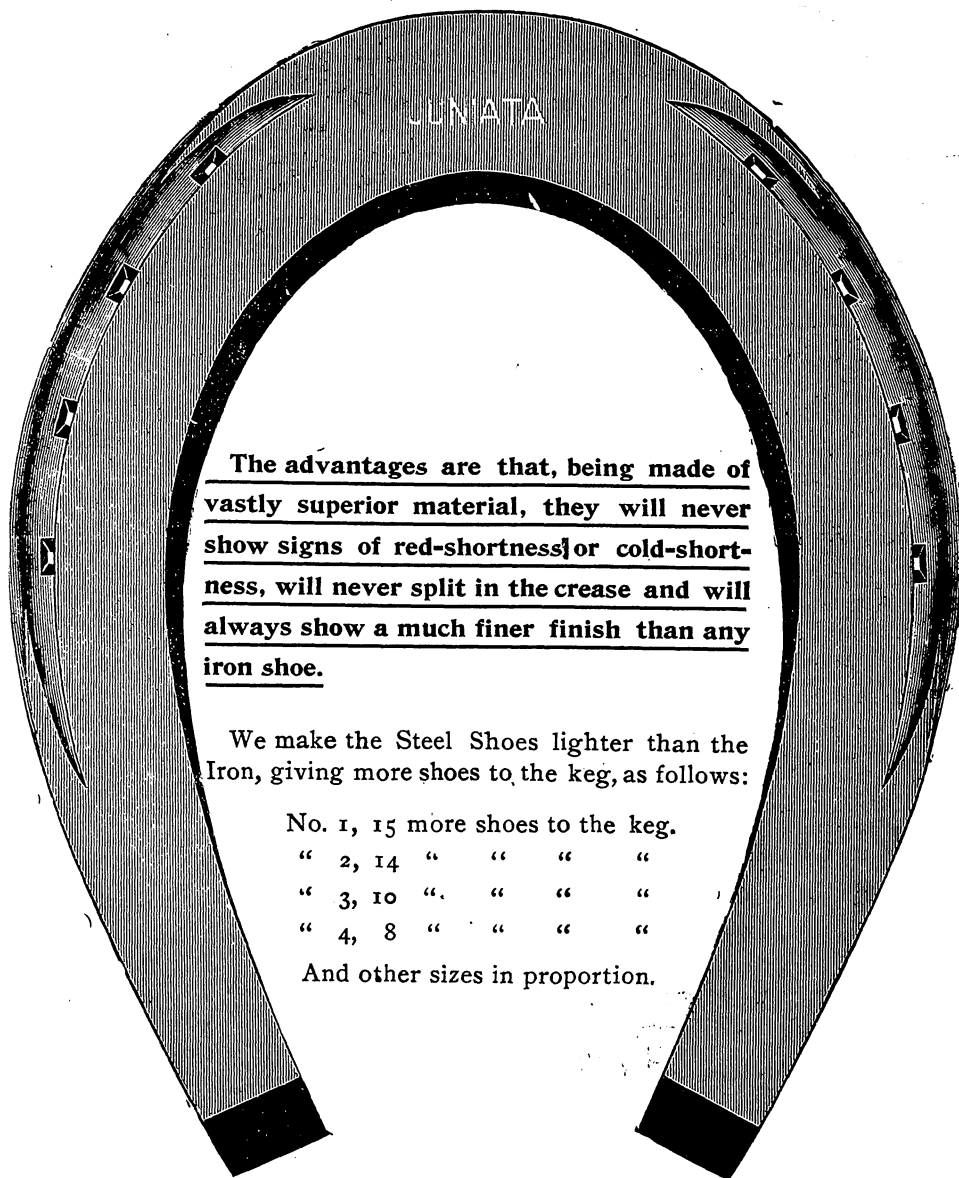 JUNIATA
The advantages are that, being made of
vastly superior material, they will never
show signs of red-shortness or cold-short-
ness, will never split in the crease and will
always show a much finer finish than any
iron shoe.
We make the Steel Shoes lighter than the
Iron, giving more shoes to the keg, as follows:
No. 1, 15 more shoes to the keg.
“ 2, 14 “ “ “ “
“ 3, 10 “ “ “ “
“ 4, 8 “ “ “ “
And other sizes in proportion.